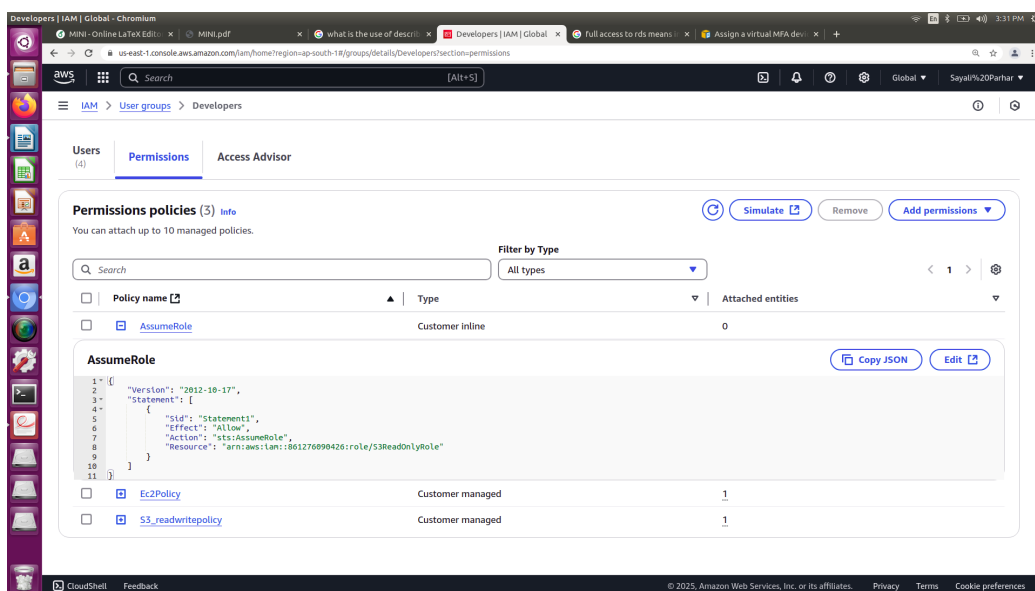 Developers | IAM | Global - Chromium
En
3:31 PM
MINI - Online LaTeX Edito
MINI.pdf
what is the use of describ
Developers | IAM | Global
full access to rds means i
Assign a virtual MFA devi
us-east-1.console.aws.amazon.com/iam/home?region=ap-south-1#/groups/details/Developers?section=permissions
aws
Search
[Alt+S]
Global
Sayali%20Parhar
IAM > User groups > Developers
Users
(4)
Permissions
Access Advisor
Permissions policies (3) Info
Simulate
Remove
Add permissions
You can attach up to 10 managed policies.
Filter by Type
Search
All types
1
Policy name
Type
Attached entities
AssumeRole
Customer inline
0
AssumeRole
Copy JSON
Edit
1 {
2 "Version": "2012-10-17",
3 "Statement": [
4 {
5 "Sid": "Statement1",
6 "Effect": "Allow",
7 "Action": "sts:AssumeRole",
8 "Resource": "arn:aws:iam::861276090426:role/S3ReadOnlyRole"
9 }
10 ]
11 }
Ec2Policy
Customer managed
1
S3_readwritepolicy
Customer managed
1
CloudShell
Feedback
© 2025, Amazon Web Services, Inc. or its affiliates.
Privacy
Terms
Cookie preferences